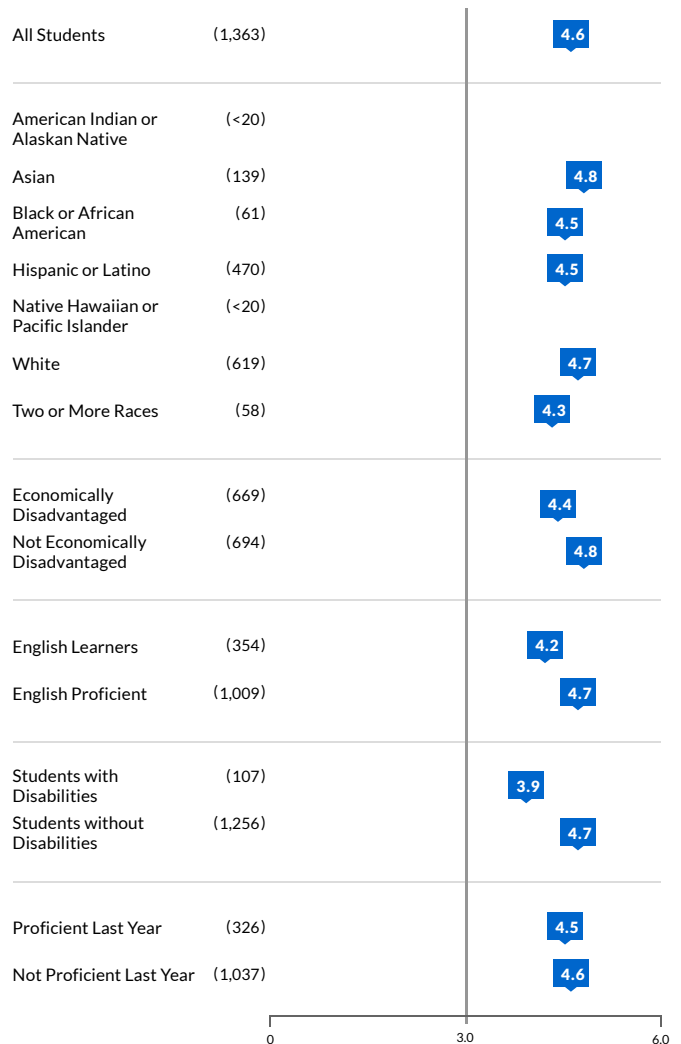 All Students (1,363) 4.6
American Indian or (<20)
Alaskan Native
Asian (139) 4.8
Black or African (61) 4.5
American
Hispanic or Latino (470) 4.5
Native Hawaiian or (<20)
Pacific Islander
White (619) 4.7
Two or More Races (58) 4.3
Economically (669) 4.4
Disadvantaged
Not Economically (694) 4.8
Disadvantaged
English Learners (354) 4.2
English Proficient (1,009) 4.7
Students with (107) 3.9
Disabilities
Students without (1,256) 4.7
Disabilities
Proficient Last Year (326) 4.5
Not Proficient Last Year (1,037) 4.6
0 3.0 6.0